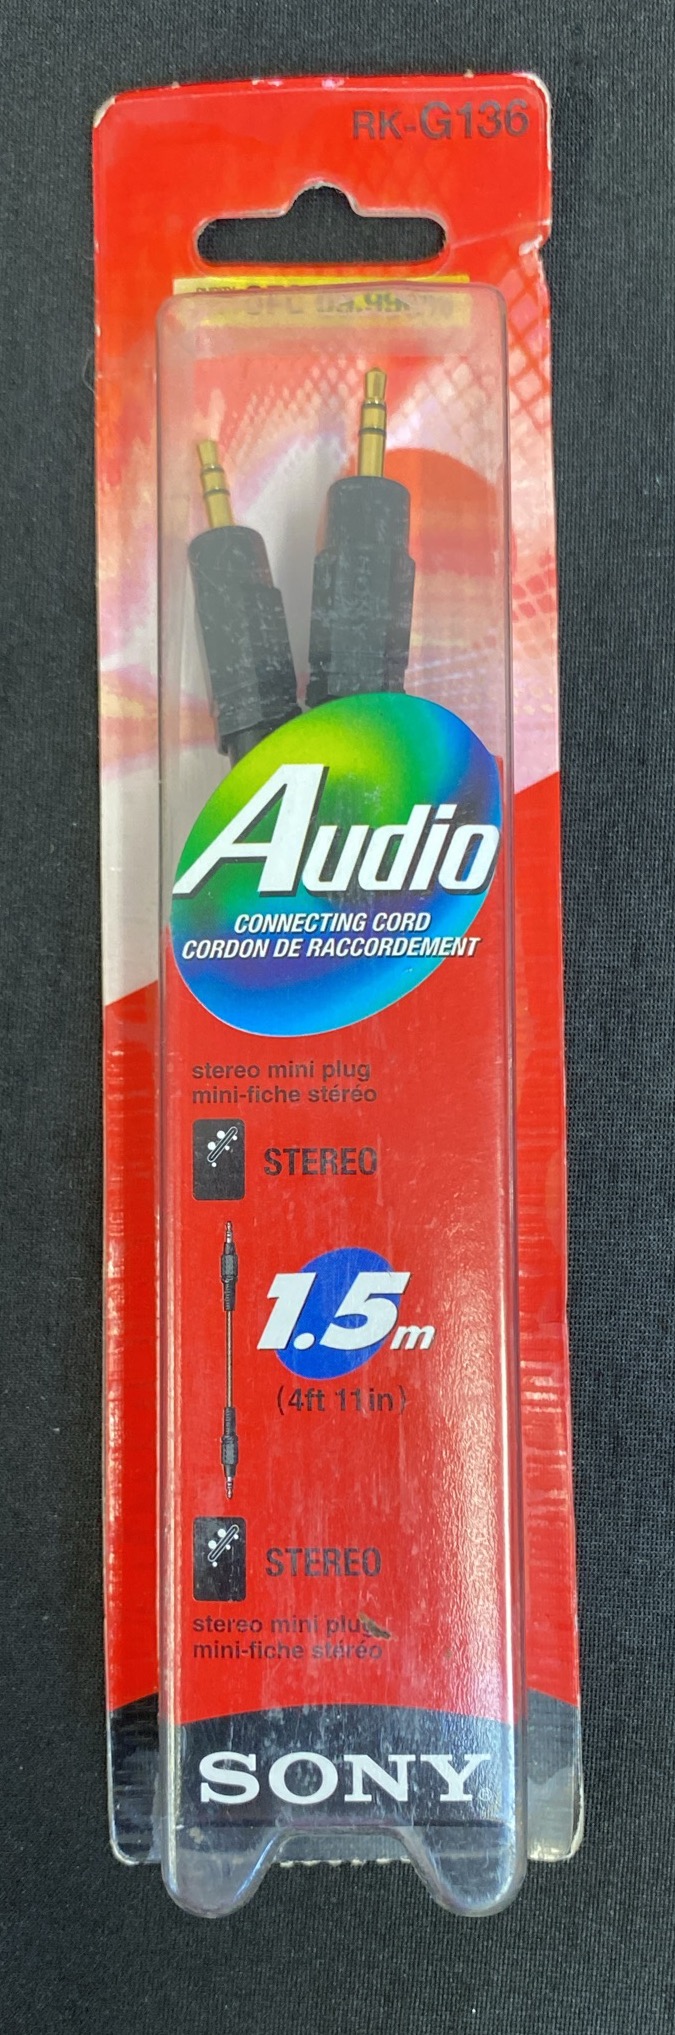 RK-G136
Audio
CONNECTING CORD
CORDON DE RACCORDEMENT
stereo mini plug
mini-fiche stéréo
STEREO
1.5m
(4ft 11in)
STEREO
stereo mini plug
mini-fiche stéréo
SONY®